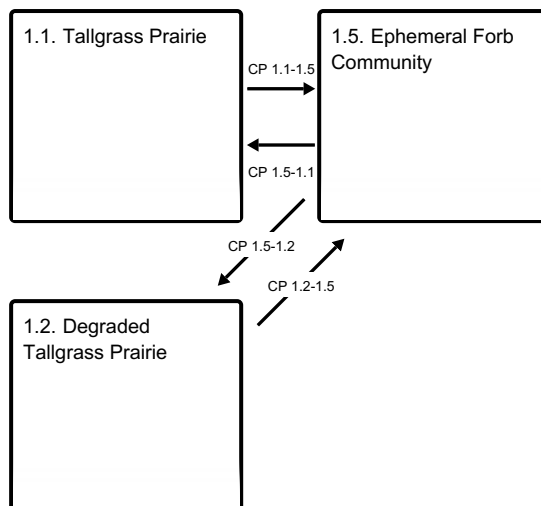 1.1. Tallgrass Prairie
1.5. Ephemeral Forb
Community
CP 1.1-1.5
CP 1.5-1.1
CP 1.5-1.2
CP 1.2-1.5
1.2. Degraded
Tallgrass Prairie